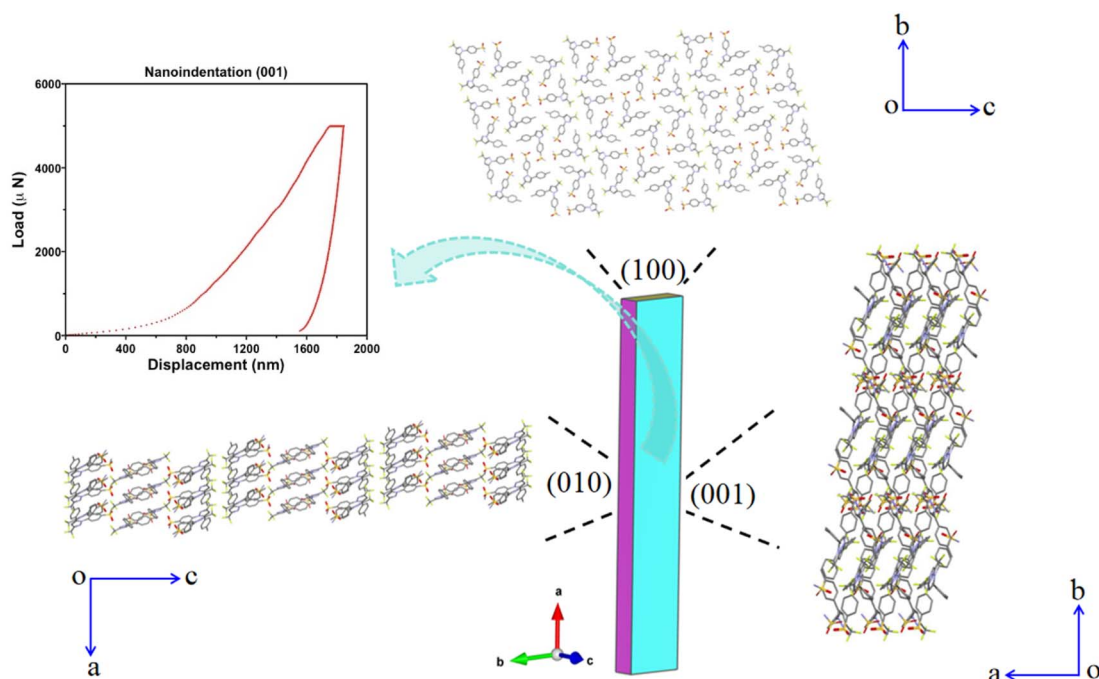 Nanoindentation (001)
6000
4000
2000
0
Load (μ N)
0 400 800 1200 1600 2000
Displacement (nm)
b
o
c
(100)
(010)
(001)
o
c
a
a
b
c
b
a
o